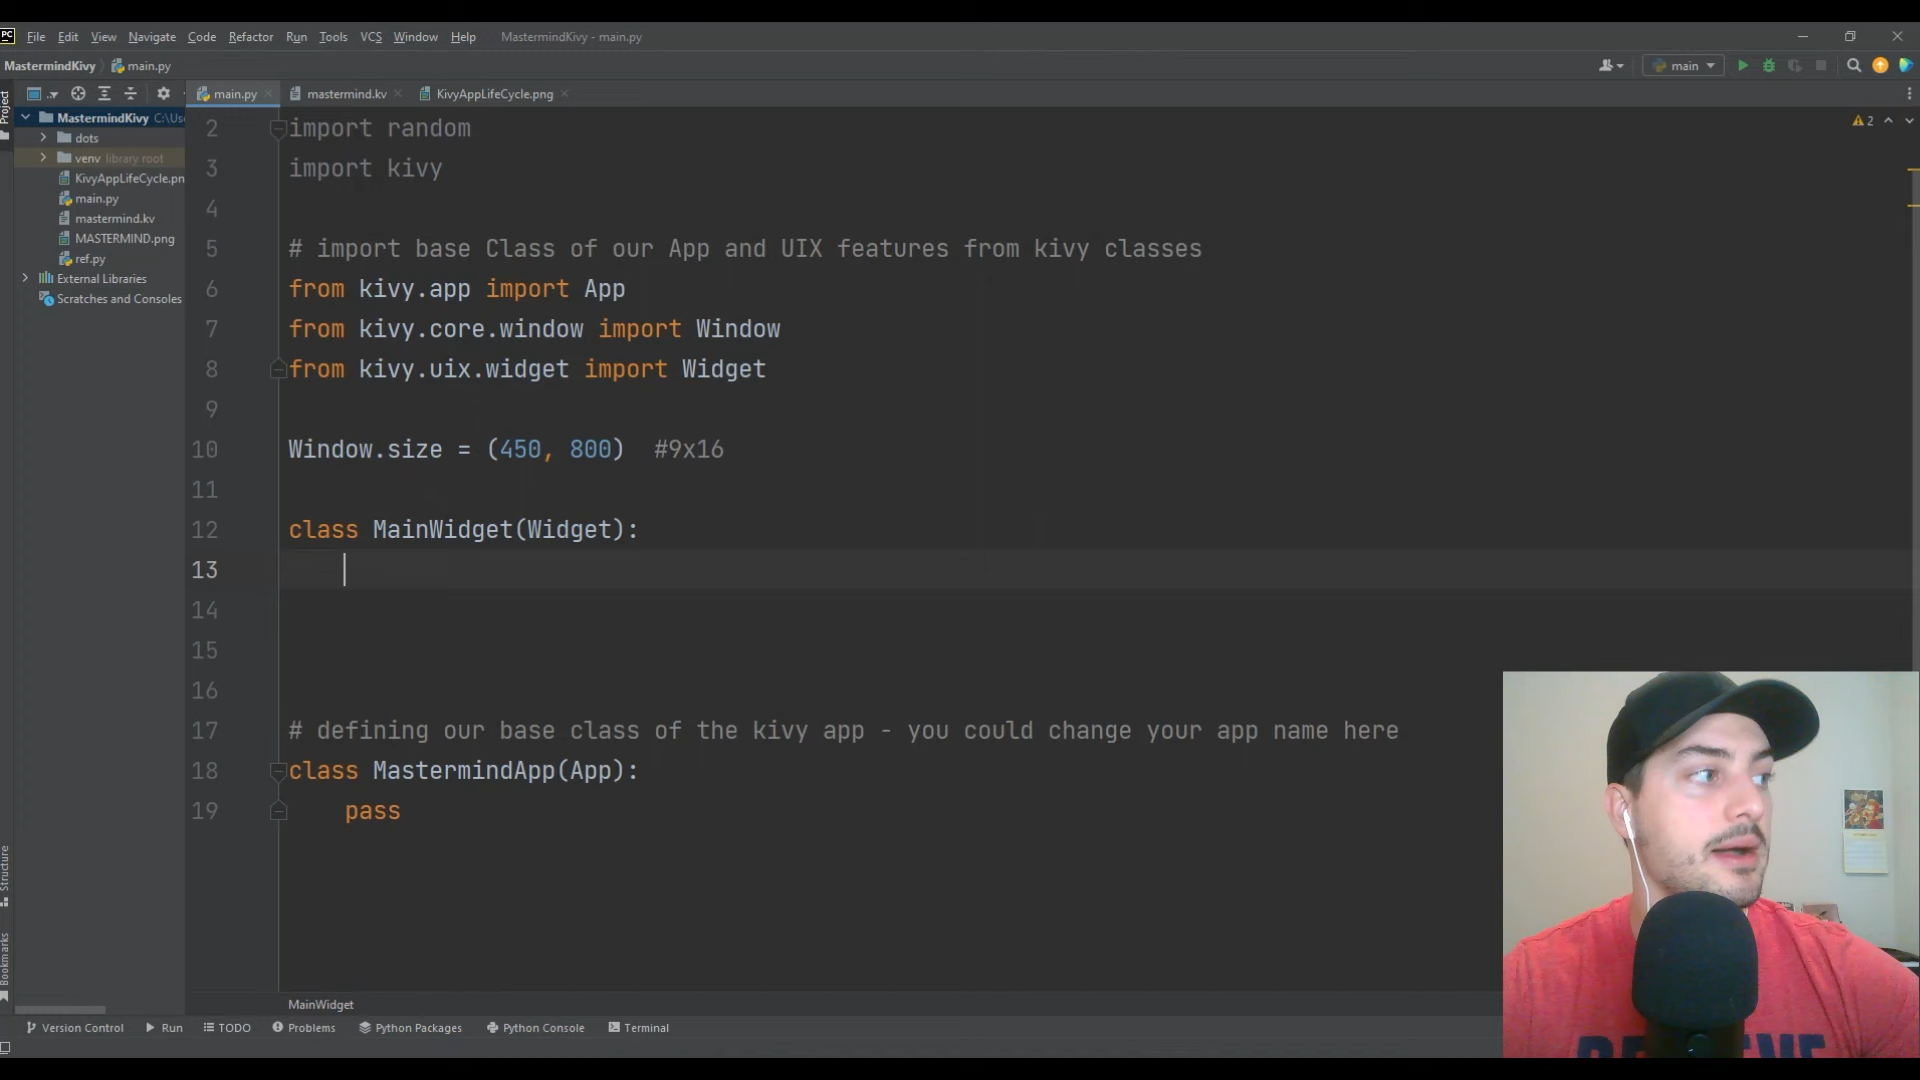 PC File Edit View Navigate Code Refactor Run Tools VCS Window Help MastermindKivy - main.py
MastermindKivy main.py main
Project main.py mastermind.kv KivyAppLifeCycle.png
MastermindKivy C:\Use
dots
venv library root
KivyAppLifeCycle.pn
main.py
mastermind.kv
MASTERMIND.png
ref.py
External Libraries
Scratches and Consoles
2 import random
3 import kivy
4
5 # import base Class of our App and UIX features from kivy classes
6 from kivy.app import App
7 from kivy.core.window import Window
8 from kivy.uix.widget import Widget
9
10 Window.size = (450, 800) #9x16
11
12 class MainWidget(Widget):
13
14
15
16
17 # defining our base class of the kivy app - you could change your app name here
18 class MastermindApp(App):
19 pass
2
Structure
Bookmarks
MainWidget
Version Control Run TODO Problems Python Packages Python Console Terminal